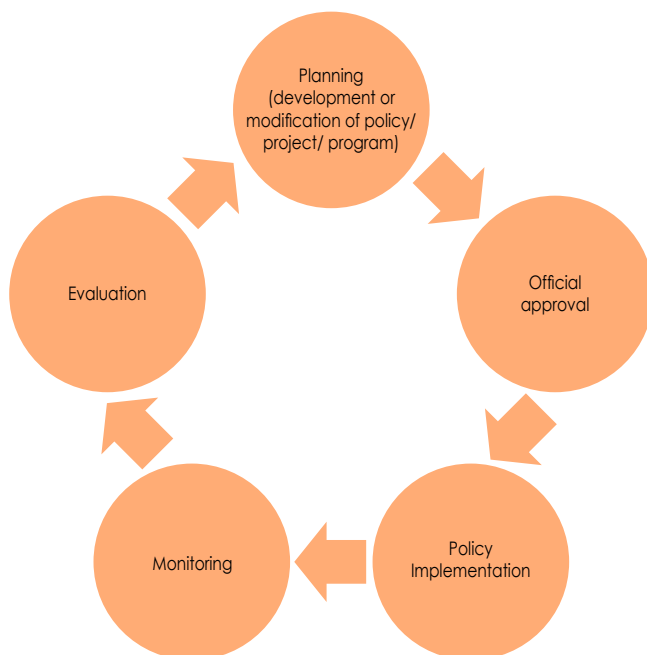 Planning
(development or
modification of policy/
project/ program)
Official
approval
Policy
Implementation
Monitoring
Evaluation